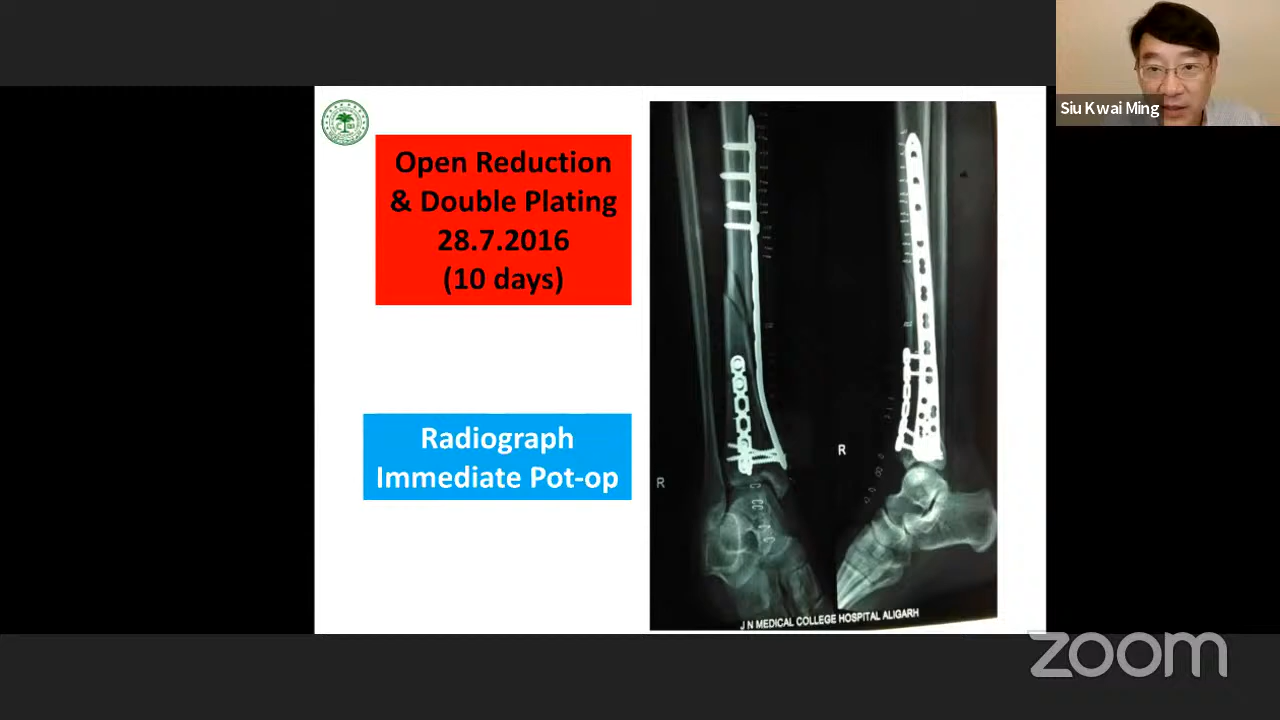 Siu Kwai Ming
Open Reduction
& Double Plating
28.7.2016
(10 days)
Radiograph
Immediate Pot-op
R
R
R
J N MEDICAL COLLEGE HOSPITAL ALIGARH
zoom